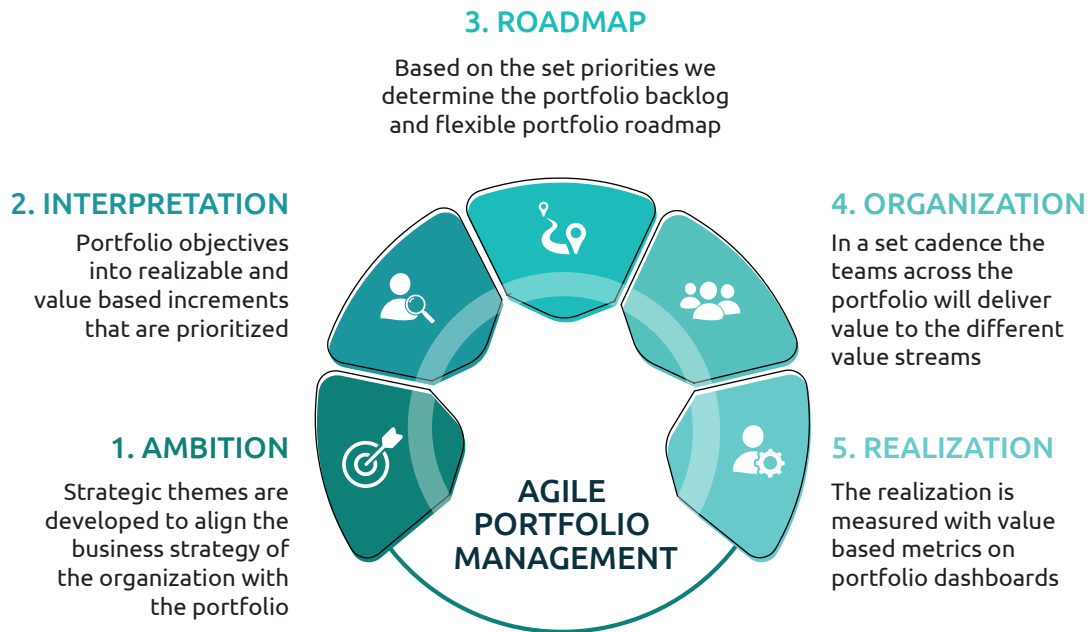 3. ROADMAP
Based on the set priorities we
determine the portfolio backlog
and flexible portfolio roadmap
2. INTERPRETATION
Portfolio objectives
into realizable and
value based increments
that are prioritized
4. ORGANIZATION
In a set cadence the
teams across the
portfolio will deliver
value to the different
value streams
1. AMBITION
Strategic themes are
developed to align the
business strategy of
the organization with
the portfolio
AGILE
PORTFOLIO
MANAGEMENT
5. REALIZATION
The realization is
measured with value
based metrics on
portfolio dashboards